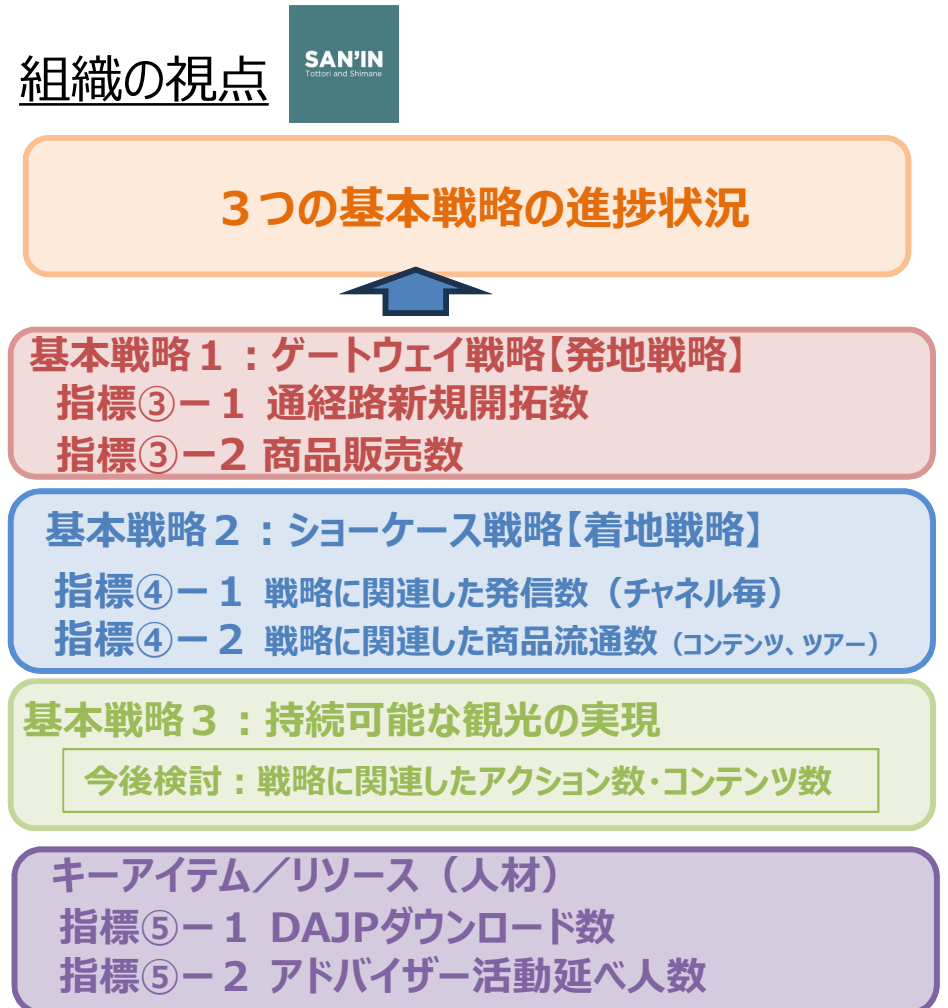 組織の視点
SAN'IN
Tottori and Shimane
３つの基本戦略の進捗状況
基本戦略１：ゲートウェイ戦略【発地戦略】
指標③－１ 通経路新規開拓数
指標③－2 商品販売数
基本戦略２：ショーケース戦略【着地戦略】
指標④－１ 戦略に関連した発信数（チャネル毎）
指標④－２ 戦略に関連した商品流通数（コンテンツ、ツアー）
基本戦略３：持続可能な観光の実現
今後検討：戦略に関連したアクション数・コンテンツ数
キーアイテム／リソース（人材）
指標⑤－１ DAJPダウンロード数
指標⑤－２ アドバイザー活動延べ人数